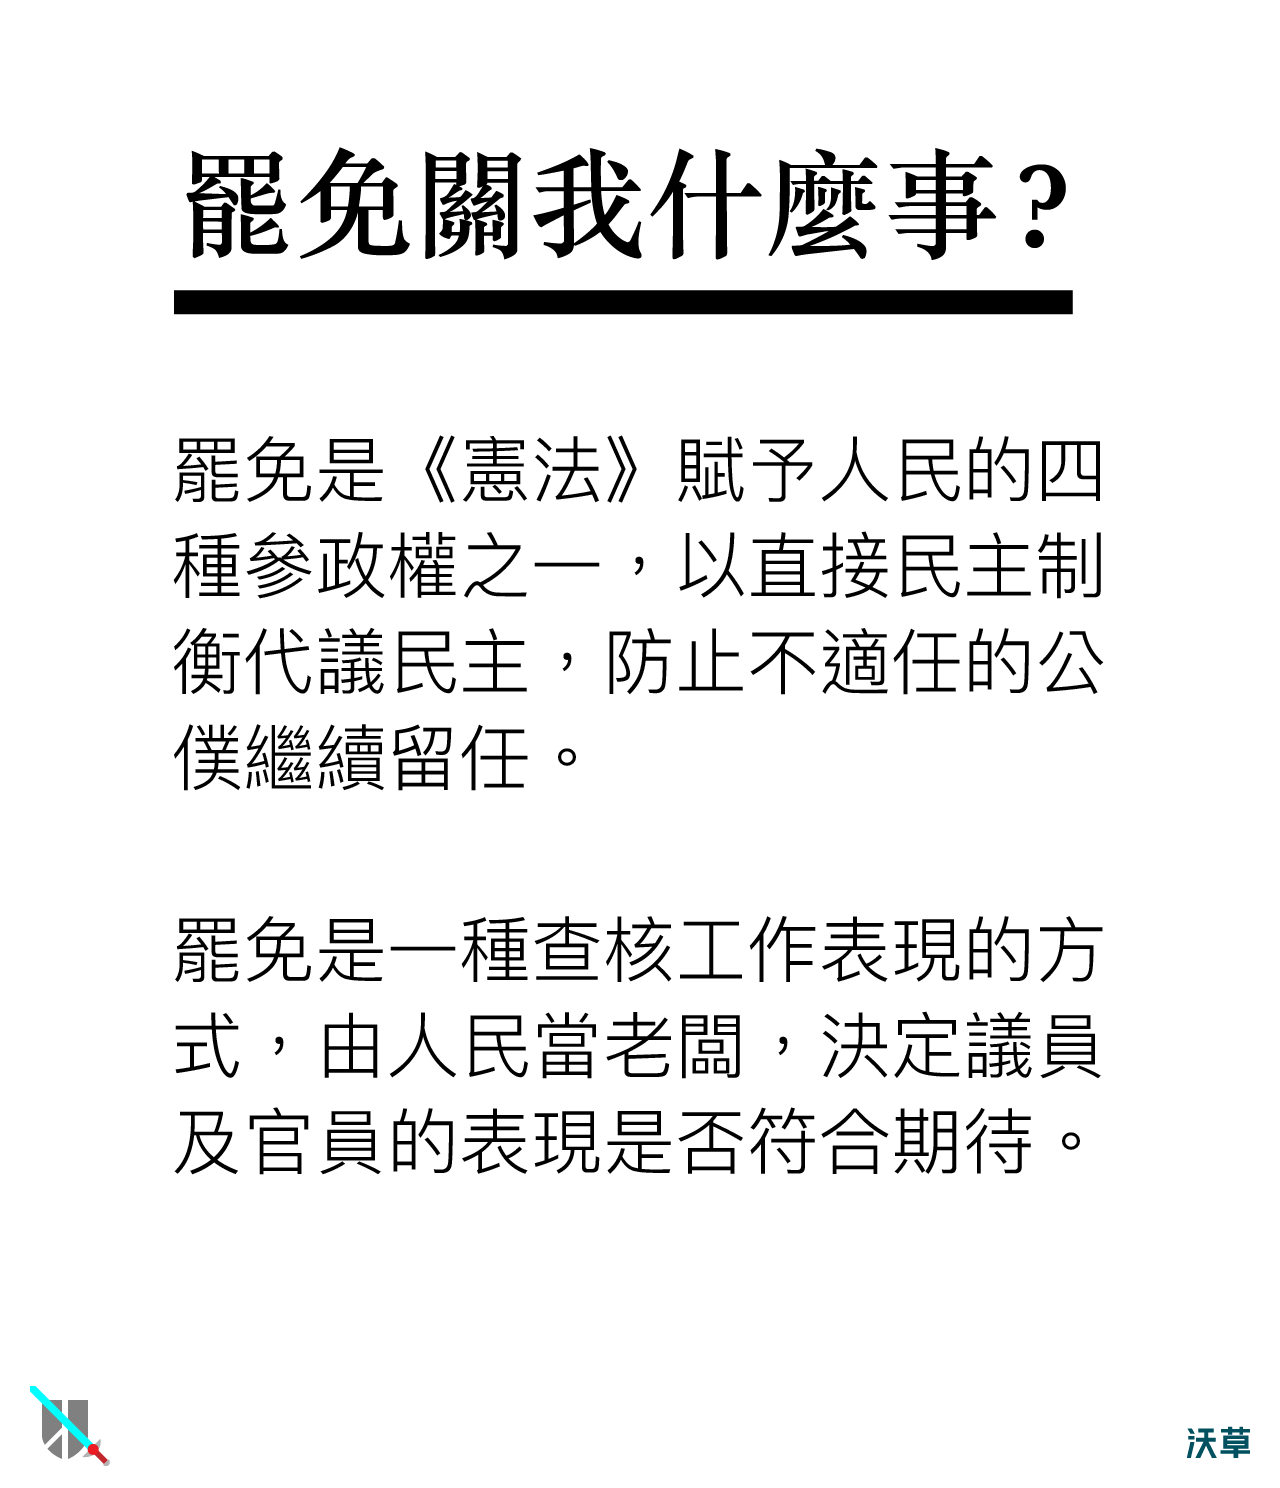 罷免關我什麼事?
罷免是《憲法》賦予人民的四
種參政權之一，以直接民主制
衡代議民主，防止不適任的公
僕繼續留任。
罷免是一種查核工作表現的方
式，由人民當老闆，決定議員
及官員的表現是否符合期待。
沃草